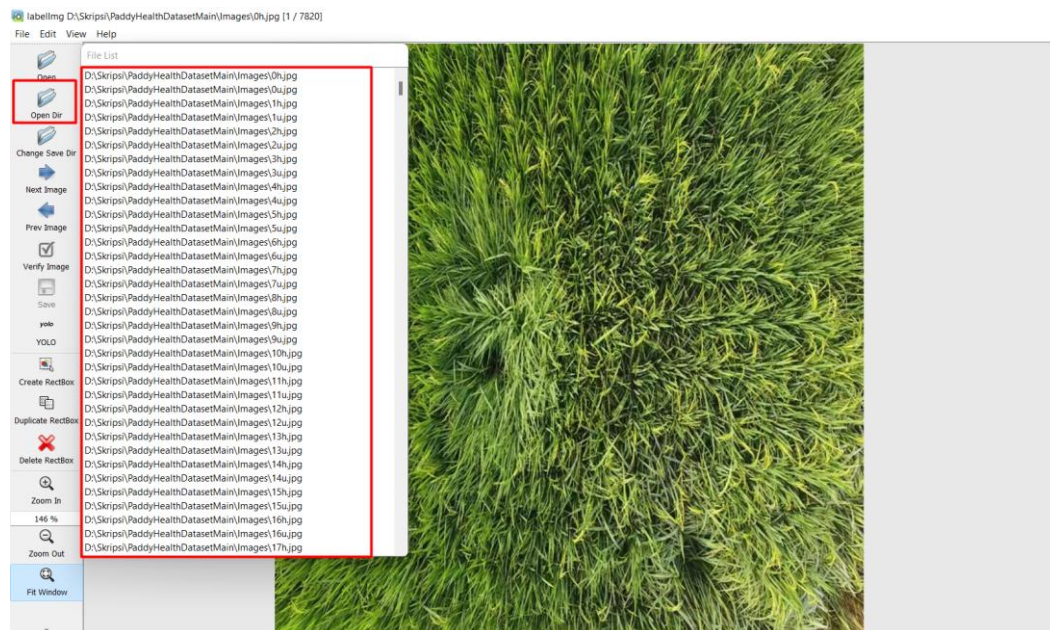 labelImg D:\Skripsi\PaddyHealthDatasetMain\Images\0h.jpg [1 / 7820]
File Edit View Help
Open
Open Dir
Change Save Dir
Next Image
Prev Image
Verify Image
Save
yolo
YOLO
Create RectBox
Duplicate RectBox
Delete RectBox
Zoom In
146 %
Zoom Out
Fit Window
File List
D:\Skripsi\PaddyHealthDatasetMain\Images\0h.jpg
D:\Skripsi\PaddyHealthDatasetMain\Images\0u.jpg
D:\Skripsi\PaddyHealthDatasetMain\Images\1h.jpg
D:\Skripsi\PaddyHealthDatasetMain\Images\1u.jpg
D:\Skripsi\PaddyHealthDatasetMain\Images\2h.jpg
D:\Skripsi\PaddyHealthDatasetMain\Images\2u.jpg
D:\Skripsi\PaddyHealthDatasetMain\Images\3h.jpg
D:\Skripsi\PaddyHealthDatasetMain\Images\3u.jpg
D:\Skripsi\PaddyHealthDatasetMain\Images\4h.jpg
D:\Skripsi\PaddyHealthDatasetMain\Images\4u.jpg
D:\Skripsi\PaddyHealthDatasetMain\Images\5h.jpg
D:\Skripsi\PaddyHealthDatasetMain\Images\5u.jpg
D:\Skripsi\PaddyHealthDatasetMain\Images\6h.jpg
D:\Skripsi\PaddyHealthDatasetMain\Images\6u.jpg
D:\Skripsi\PaddyHealthDatasetMain\Images\7h.jpg
D:\Skripsi\PaddyHealthDatasetMain\Images\7u.jpg
D:\Skripsi\PaddyHealthDatasetMain\Images\8h.jpg
D:\Skripsi\PaddyHealthDatasetMain\Images\8u.jpg
D:\Skripsi\PaddyHealthDatasetMain\Images\9h.jpg
D:\Skripsi\PaddyHealthDatasetMain\Images\9u.jpg
D:\Skripsi\PaddyHealthDatasetMain\Images\10h.jpg
D:\Skripsi\PaddyHealthDatasetMain\Images\10u.jpg
D:\Skripsi\PaddyHealthDatasetMain\Images\11h.jpg
D:\Skripsi\PaddyHealthDatasetMain\Images\11u.jpg
D:\Skripsi\PaddyHealthDatasetMain\Images\12h.jpg
D:\Skripsi\PaddyHealthDatasetMain\Images\12u.jpg
D:\Skripsi\PaddyHealthDatasetMain\Images\13h.jpg
D:\Skripsi\PaddyHealthDatasetMain\Images\13u.jpg
D:\Skripsi\PaddyHealthDatasetMain\Images\14h.jpg
D:\Skripsi\PaddyHealthDatasetMain\Images\14u.jpg
D:\Skripsi\PaddyHealthDatasetMain\Images\15h.jpg
D:\Skripsi\PaddyHealthDatasetMain\Images\15u.jpg
D:\Skripsi\PaddyHealthDatasetMain\Images\16h.jpg
D:\Skripsi\PaddyHealthDatasetMain\Images\16u.jpg
D:\Skripsi\PaddyHealthDatasetMain\Images\17h.jpg